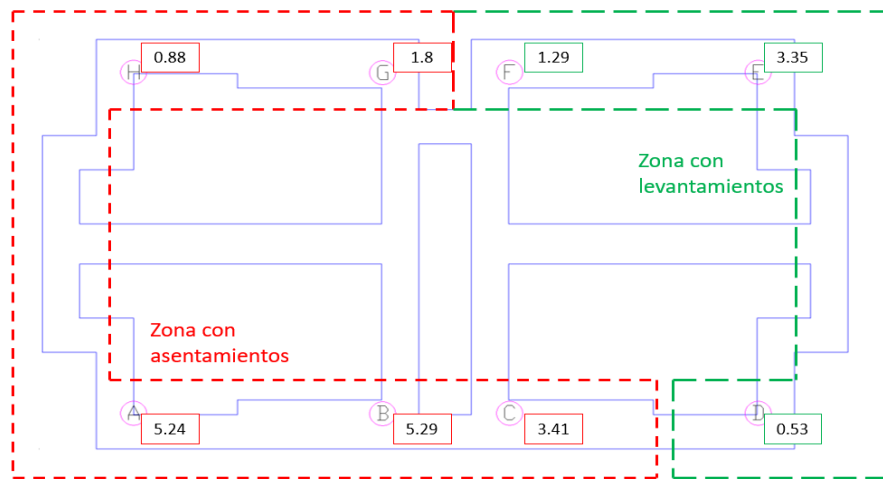 0.88
1.8
1.29
3.35
H
G
F
E
Zona con
levantamientos
Zona con
asentamientos
A
B
C
D
5.24
5.29
3.41
0.53